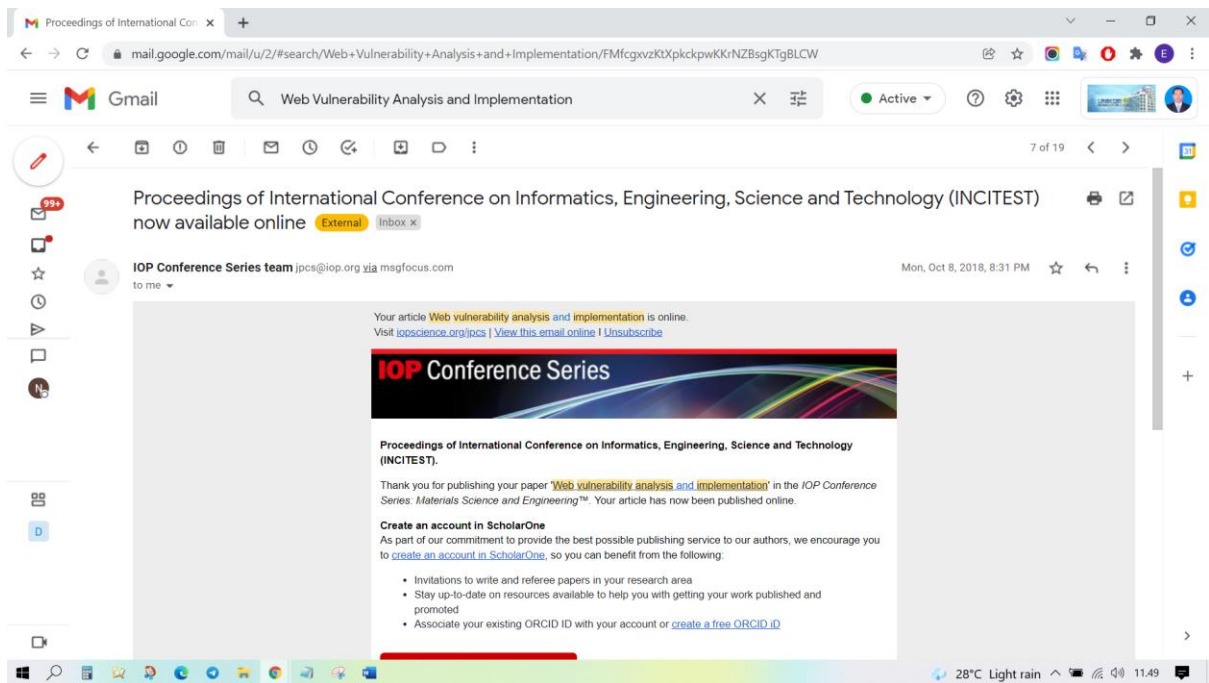 Proceedings of International Con
mail.google.com/mail/u/2/#search/Web+Vulnerability+Analysis+and+Implementation/FMfcgxvzKtXpkckpwKKrNZBsgKTgBLCW
E
Gmail
Web Vulnerability Analysis and Implementation
Active
7 of 19
31
99+
Proceedings of International Conference on Informatics, Engineering, Science and Technology (INCITEST)
now available online External Inbox x
IOP Conference Series team jpcs@iop.org via msgfocus.com
Mon, Oct 8, 2018, 8:31 PM
to me
Your article Web vulnerability analysis and implementation is online.
Visit iopscience.org/jpcs | View this email online I Unsubscribe
IOP Conference Series
N
Proceedings of International Conference on Informatics, Engineering, Science and Technology
(INCITEST).
Thank you for publishing your paper 'Web vulnerability analysis and implementation' in the IOP Conference
Series: Materials Science and Engineering™. Your article has now been published online.
D
Create an account in ScholarOne
As part of our commitment to provide the best possible publishing service to our authors, we encourage you
to create an account in ScholarOne, so you can benefit from the following:
• Invitations to write and referee papers in your research area
• Stay up-to-date on resources available to help you with getting your work published and
promoted
• Associate your existing ORCID ID with your account or create a free ORCID iD
28°C Light rain
11.49